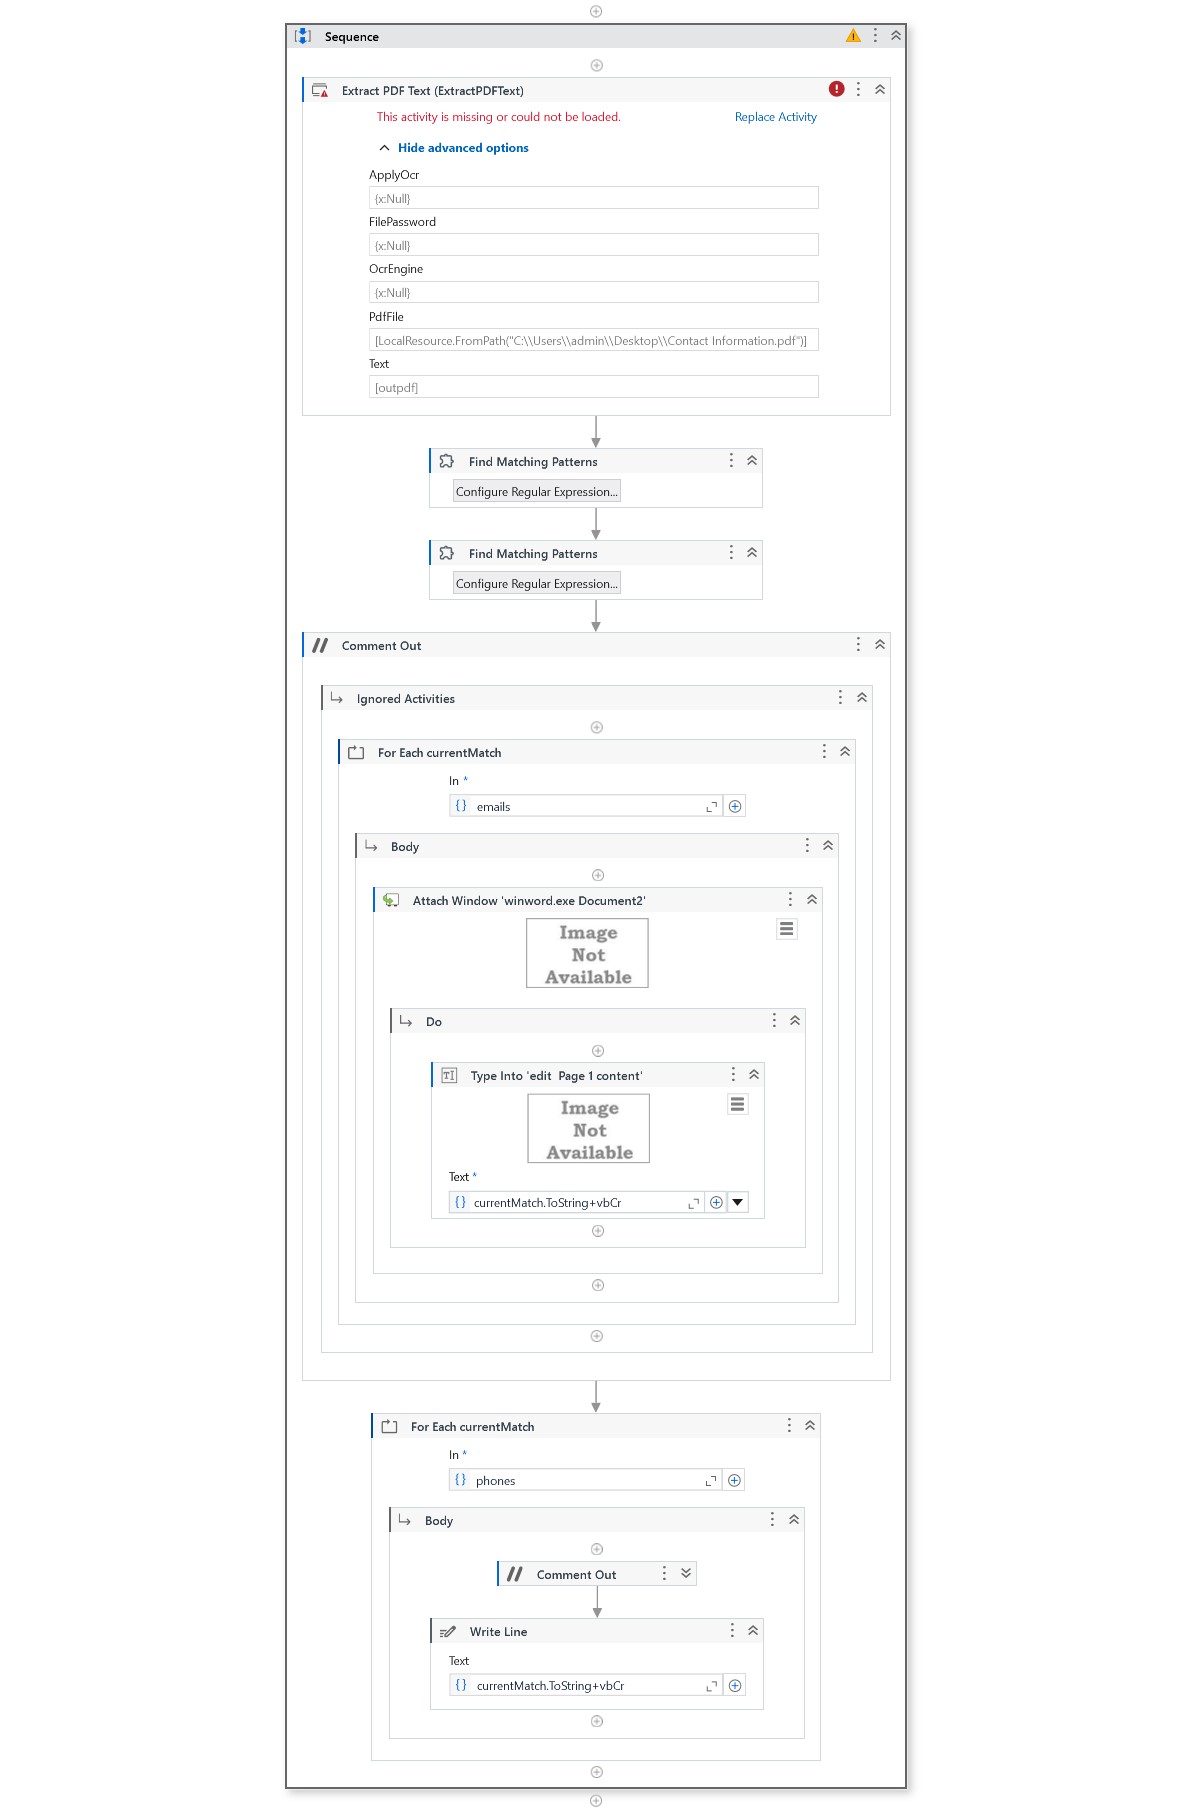 Sequence
Extract PDF Text (ExtractPDFText)
This activity is missing or could not be loaded.
Replace Activity
Hide advanced options
ApplyOcr
{x:Null}
FilePassword
{x:Null}
OcrEngine
{x:Null}
PdfFile
[LocalResource.FromPath("C:\\Users\\admin\\Desktop\\Contact Information.pdf")]
Text
[outpdf]
Find Matching Patterns
Configure Regular Expression...
Find Matching Patterns
Configure Regular Expression...
// Comment Out
Ignored Activities
For Each currentMatch
In *
{} emails
Body
Attach Window 'winword.exe Document2'
Image
Not
Available
Do
TI Type Into 'edit  Page 1 content'
Image
Not
Available
Text *
{} currentMatch.ToString+vbCr
For Each currentMatch
In *
{} phones
Body
// Comment Out
Write Line
Text
{} currentMatch.ToString+vbCr